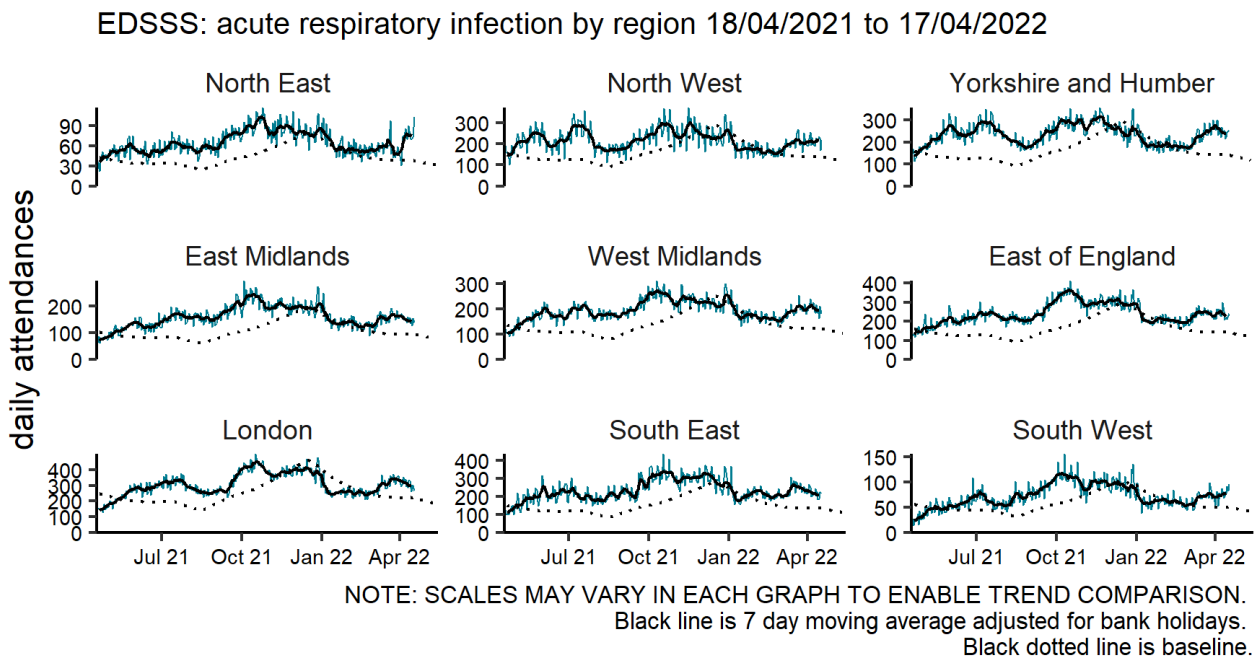 EDSSS: acute respiratory infection by region 18/04/2021 to 17/04/2022
North East
North West
Yorkshire and Humber
90
60
30
0
300
200
100
0
300
200
100
0
daily attendances
East Midlands
West Midlands
East of England
200
100
0
300
200
100
0
400
300
200
100
0
London
South East
South West
400
300
200
100
0
400
300
200
100
0
150
100
50
0
Jul 21 Oct 21 Jan 22 Apr 22
Jul 21 Oct 21 Jan 22 Apr 22
Jul 21 Oct 21 Jan 22 Apr 22
NOTE: SCALES MAY VARY IN EACH GRAPH TO ENABLE TREND COMPARISON.
Black line is 7 day moving average adjusted for bank holidays.
Black dotted line is baseline.